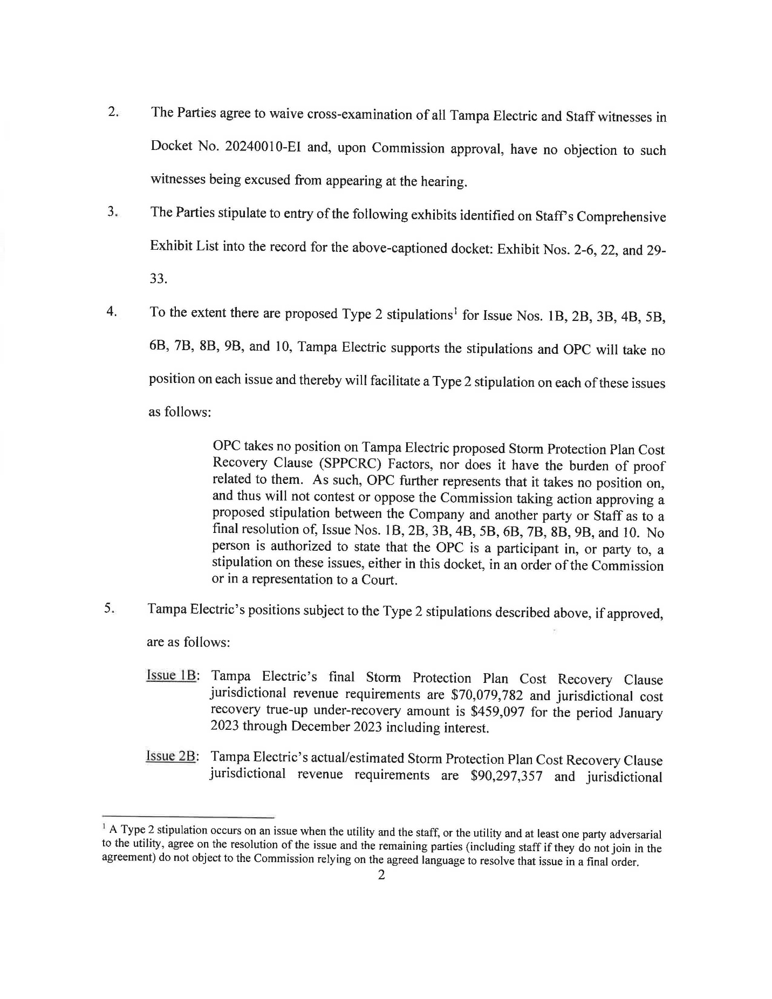 2. The Parties agree to waive cross-examination of all Tampa Electric and Staff witnesses in
Docket No. 20240010-EI and, upon Commission approval, have no objection to such
witnesses being excused from appearing at the hearing.
3. The Parties stipulate to entry of the following exhibits identified on Staff's Comprehensive
Exhibit List into the record for the above-captioned docket: Exhibit Nos. 2-6, 22, and 29-
33.
4. To the extent there are proposed Type 2 stipulations¹ for Issue Nos. 1B, 2B, 3B, 4B, 5B,
6B, 7B, 8B, 9B, and 10, Tampa Electric supports the stipulations and OPC will take no
position on each issue and thereby will facilitate a Type 2 stipulation on each of these issues
as follows:
OPC takes no position on Tampa Electric proposed Storm Protection Plan Cost
Recovery Clause (SPPCRC) Factors, nor does it have the burden of proof
related to them. As such, OPC further represents that it takes no position on,
and thus will not contest or oppose the Commission taking action approving a
proposed stipulation between the Company and another party or Staff as to a
final resolution of, Issue Nos. 1B, 2B, 3B, 4B, 5B, 6B, 7B, 8B, 9B, and 10. No
person is authorized to state that the OPC is a participant in, or party to, a
stipulation on these issues, either in this docket, in an order of the Commission
or in a representation to a Court.
5. Tampa Electric's positions subject to the Type 2 stipulations described above, if approved,
are as follows:
Issue 1B: Tampa Electric's final Storm Protection Plan Cost Recovery Clause
jurisdictional revenue requirements are $70,079,782 and jurisdictional cost
recovery true-up under-recovery amount is $459,097 for the period January
2023 through December 2023 including interest.
Issue 2B: Tampa Electric's actual/estimated Storm Protection Plan Cost Recovery Clause
jurisdictional revenue requirements are $90,297,357 and jurisdictional
¹ A Type 2 stipulation occurs on an issue when the utility and the staff, or the utility and at least one party adversarial
to the utility, agree on the resolution of the issue and the remaining parties (including staff if they do not join in the
agreement) do not object to the Commission relying on the agreed language to resolve that issue in a final order.
2